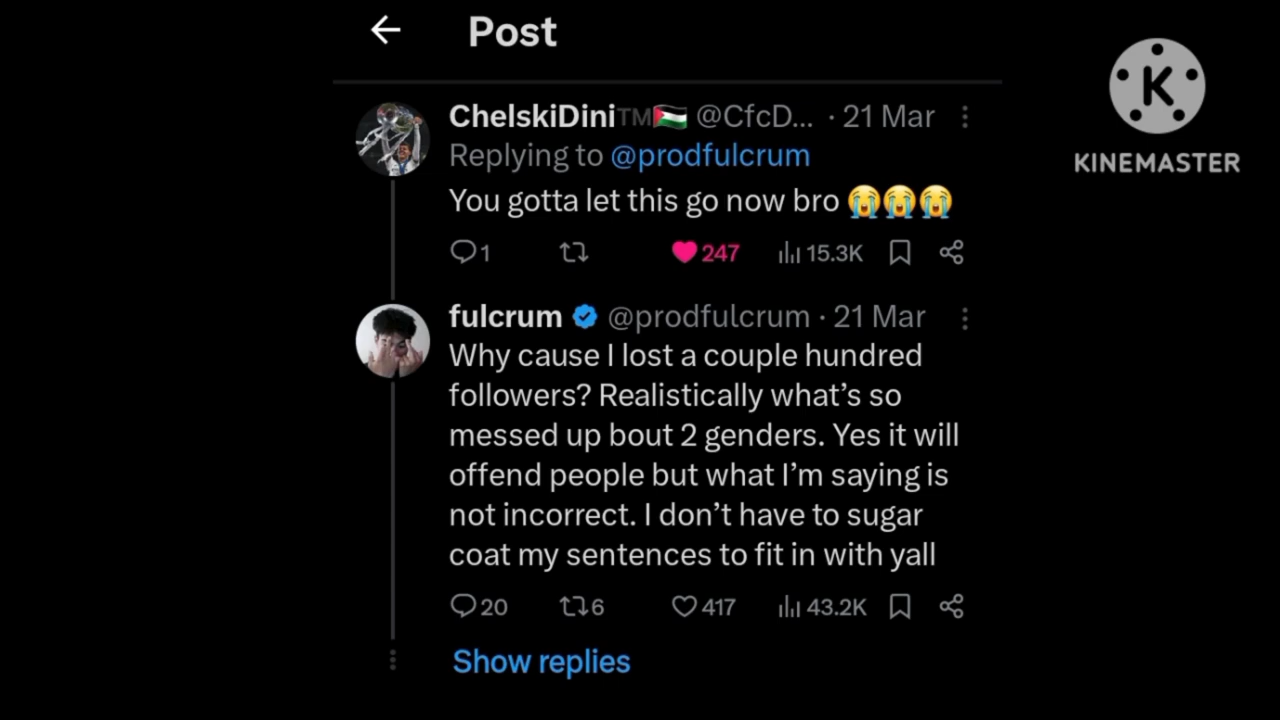 Post
ChelskiDini™🇵🇸 @CfcD... · 21 Mar
Replying to @prodfulcrum
You gotta let this go now bro 😭😭😭
1 247 15.3K
fulcrum @prodfulcrum · 21 Mar
Why cause I lost a couple hundred
followers? Realistically what's so
messed up bout 2 genders. Yes it will
offend people but what I'm saying is
not incorrect. I don't have to sugar
coat my sentences to fit in with yall
20 6 417 43.2K
Show replies
K
KINEMASTER